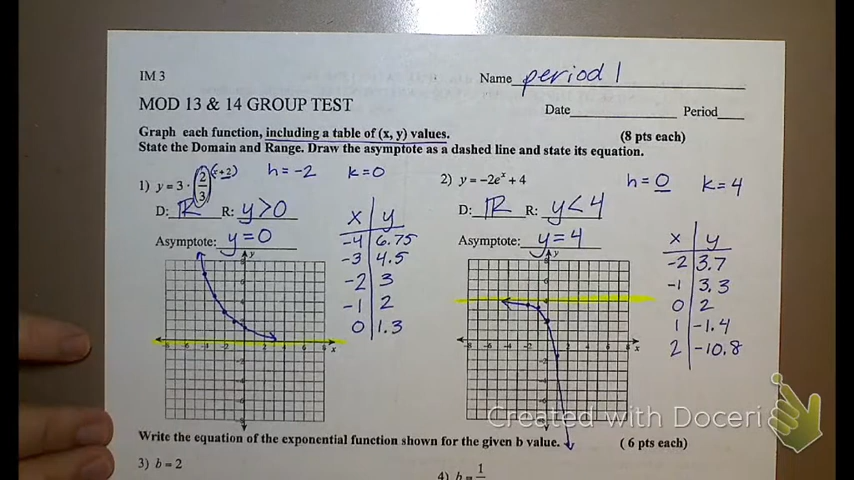 IM 3
Name period 1
MOD 13 & 14 GROUP TEST
Date Period
Graph each function, including a table of (x, y) values. (8 pts each)
State the Domain and Range. Draw the asymptote as a dashed line and state its equation.
1) y = 3 · (2/3)^(x+2) h = -2 k = 0
D: ℝ R: y > 0
Asymptote: y = 0
x y
-4 6.75
-3 4.5
-2 3
-1 2
0 1.3
2) y = -2e^x + 4 h = 0 k = 4
D: ℝ R: y < 4
Asymptote: y = 4
x y
-2 3.7
-1 3.3
0 2
1 -1.4
2 -10.8
Created with Doceri
Write the equation of the exponential function shown for the given b value. ( 6 pts each)
3) b = 2
4) b = 1